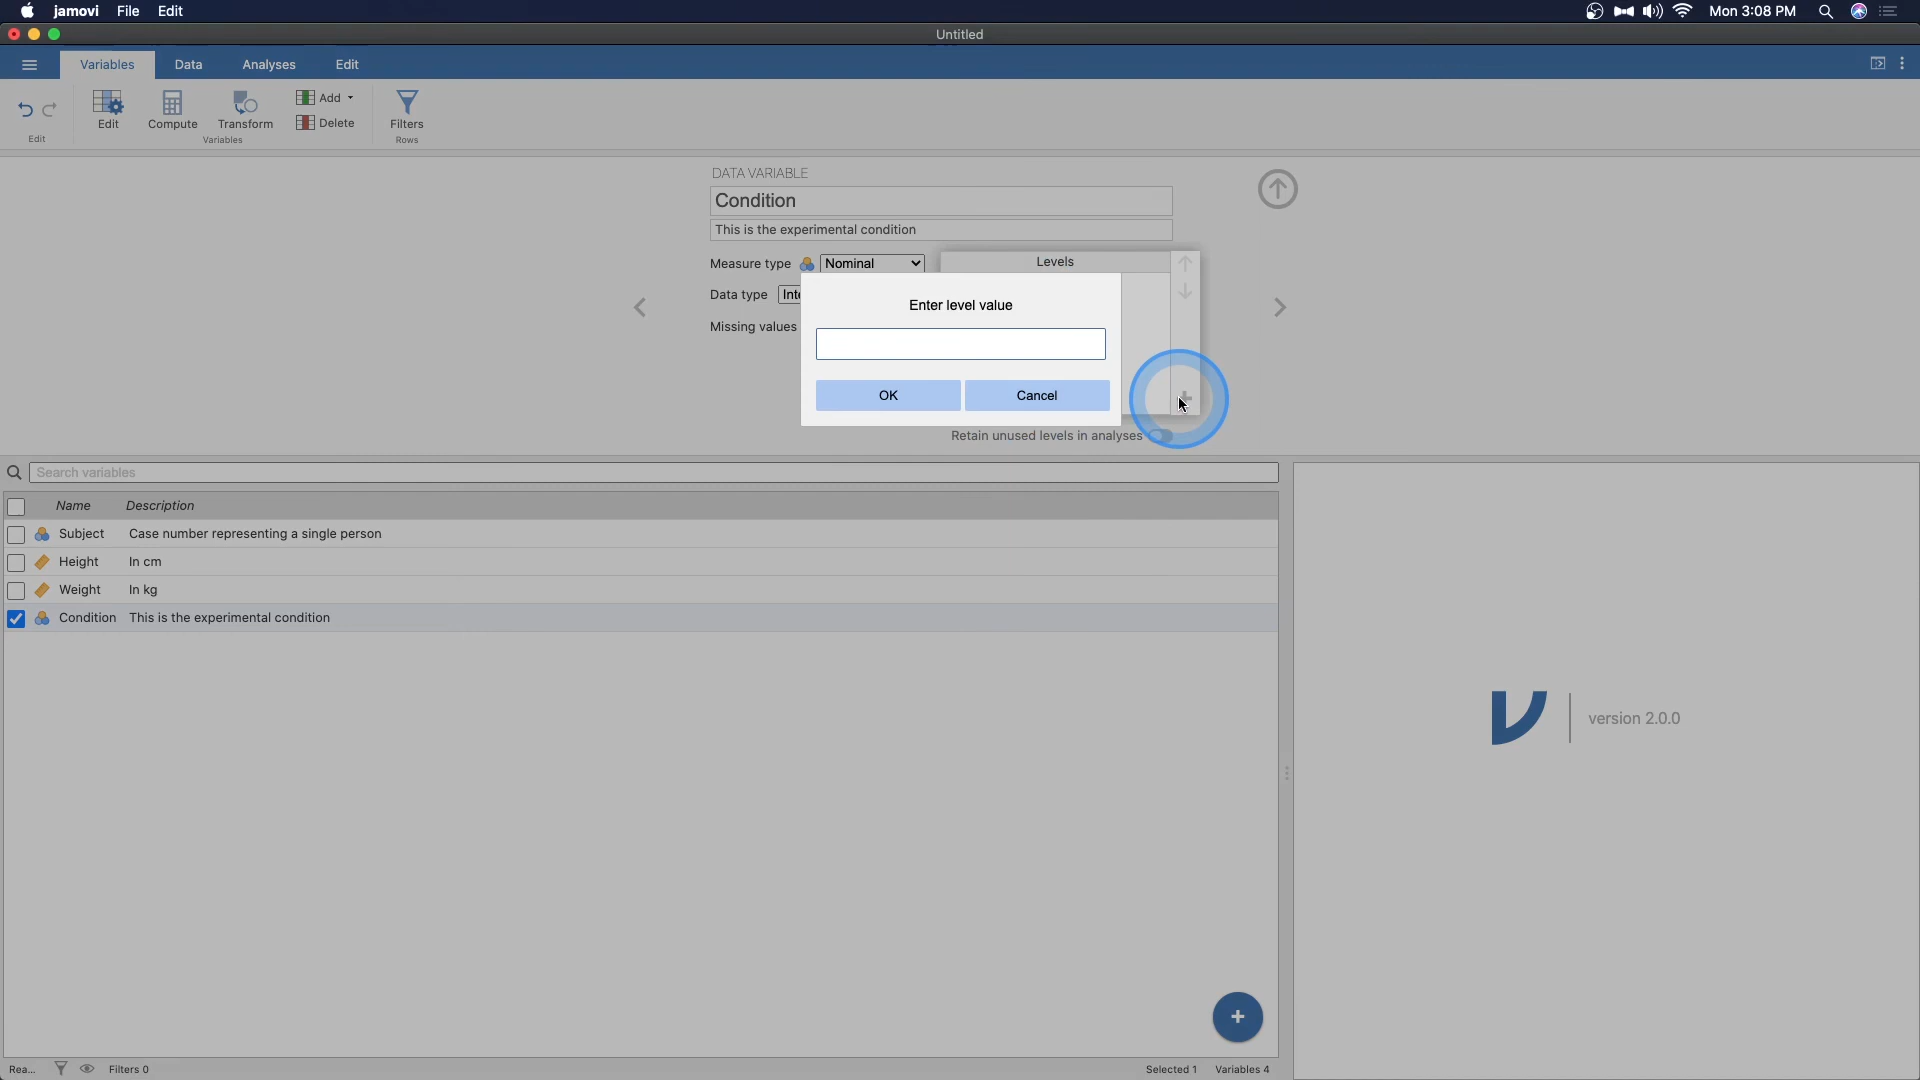 jamovi File Edit Mon 3:08 PM
Untitled
Variables Data Analyses Edit
Edit Compute Transform Add Delete Filters
Edit Variables Rows
DATA VARIABLE
Condition
This is the experimental condition
Measure type Nominal Levels
Data type Inte
Missing values
Enter level value
OK Cancel
Retain unused levels in analyses
Search variables
Name Description
Subject Case number representing a single person
Height In cm
Weight In kg
Condition This is the experimental condition
version 2.0.0
Rea... Filters 0 Selected 1 Variables 4